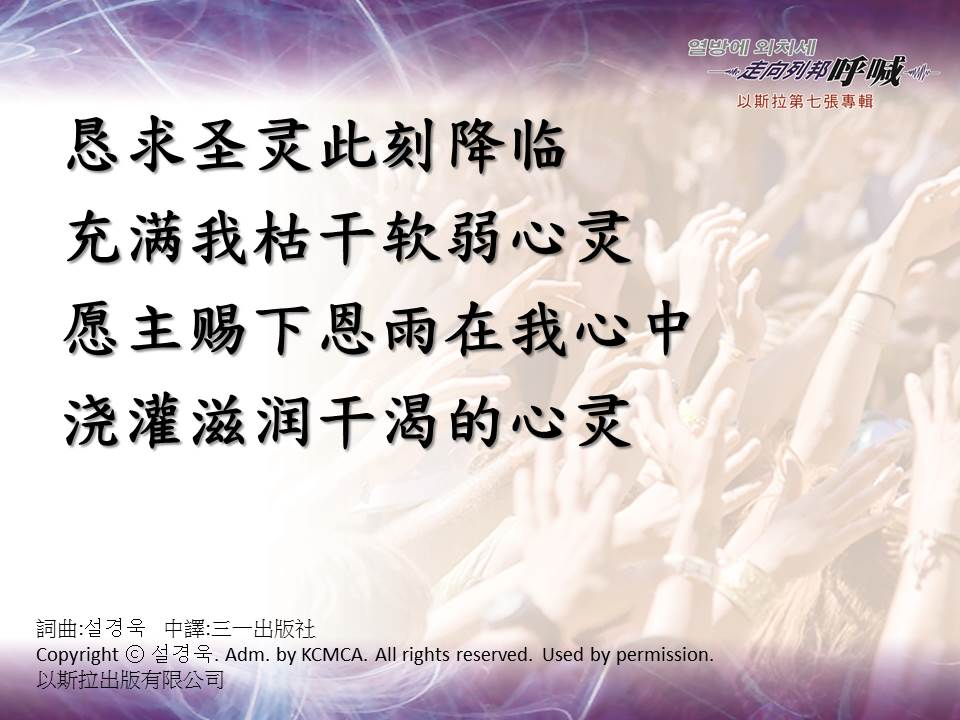 열방에 외치세
走向列邦呼喊
以斯拉第七張專輯
恳求圣灵此刻降临
充满我枯干软弱心灵
愿主赐下恩雨在我心中
浇灌滋润干渴的心灵
詞曲:설경욱 中譯:三一出版社
Copyright ⓒ 설경욱. Adm. by KCMCA. All rights reserved. Used by permission.
以斯拉出版有限公司